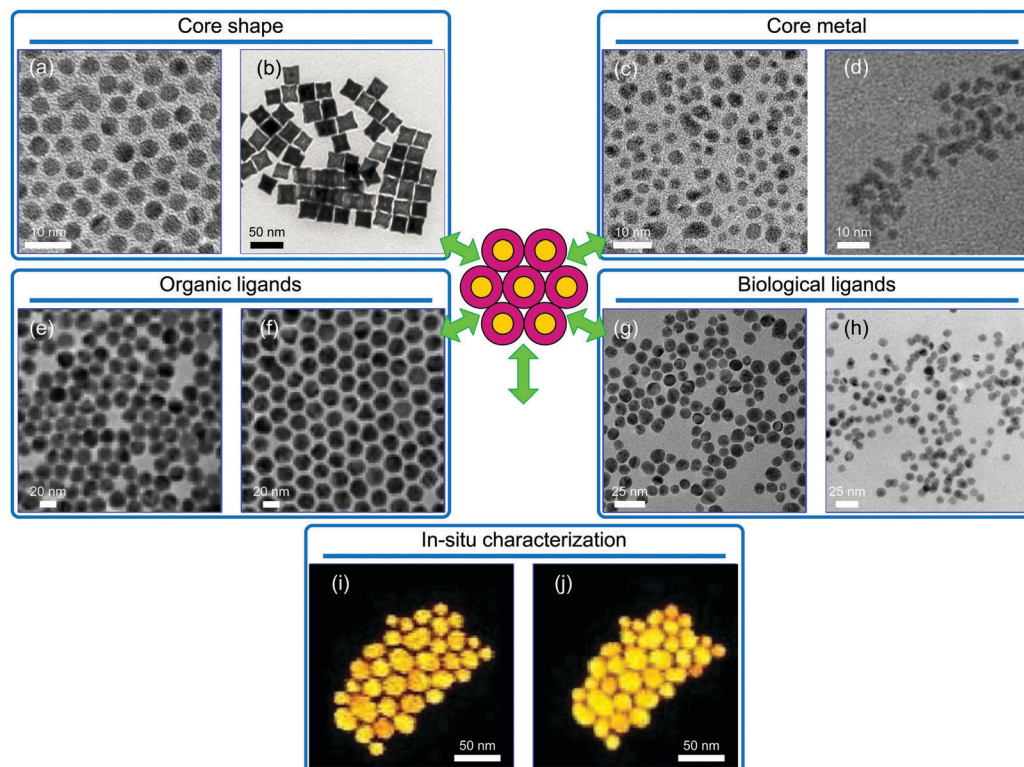 Core shape
(a)
10 nm
(b)
50 nm
Core metal
(c)
10 nm
(d)
10 nm
Organic ligands
(e)
20 nm
(f)
20 nm
Biological ligands
(g)
25 nm
(h)
25 nm
In-situ characterization
(i)
50 nm
(j)
50 nm